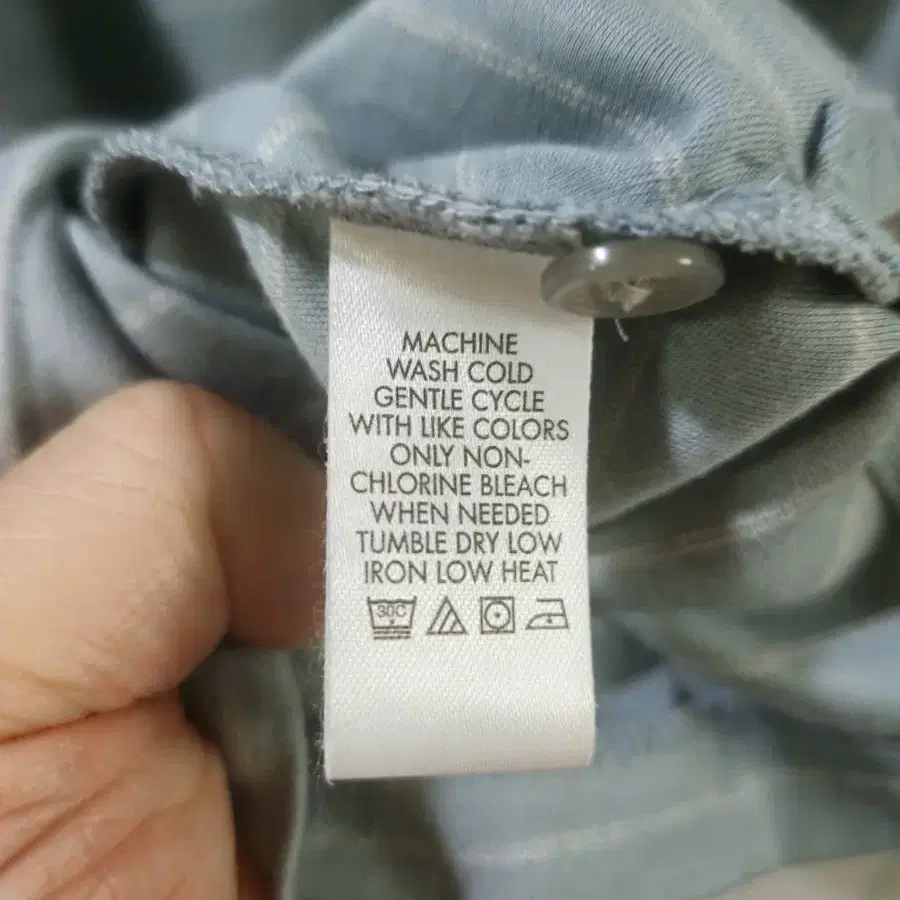 MACHINE
WASH COLD
GENTLE CYCLE
WITH LIKE COLORS
ONLY NON-
CHLORINE BLEACH
WHEN NEEDED
TUMBLE DRY LOW
IRON LOW HEAT
30C